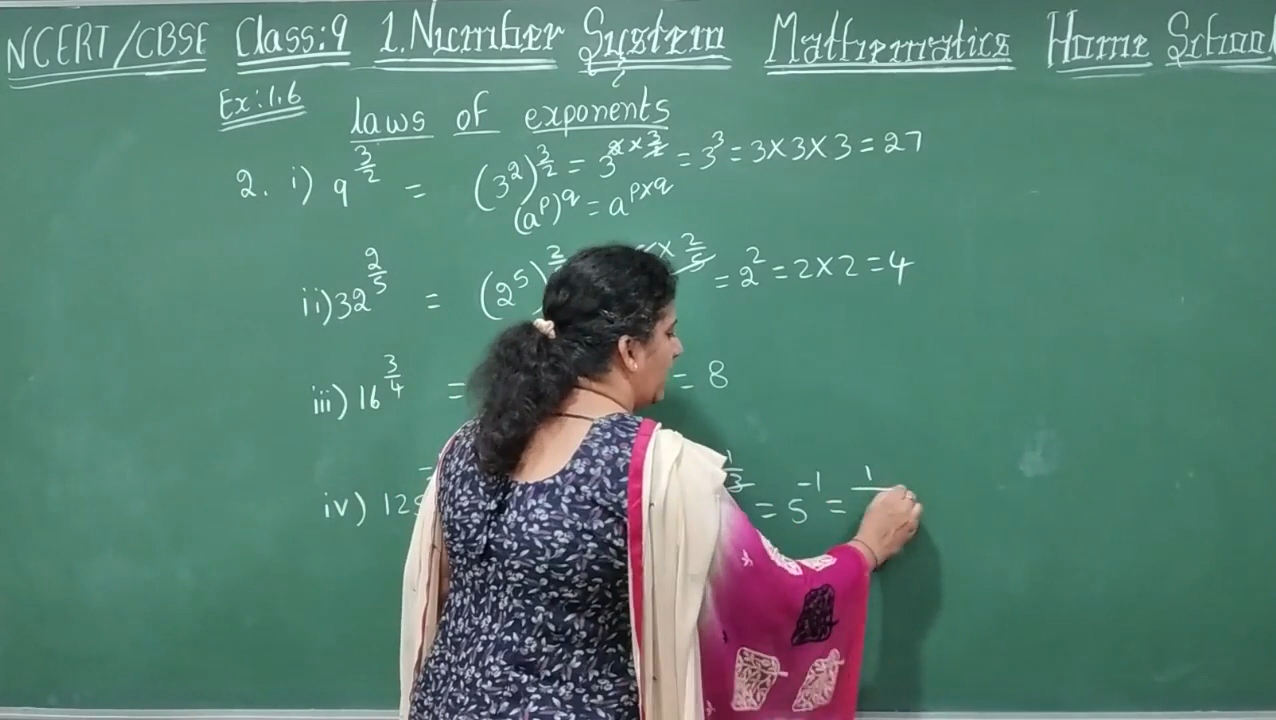 NCERT/CBSE Class:9 1.Number System Mathematics Home School
Ex:1.6
laws of exponents
2. i) 9^(3/2) = (3^2)^(3/2) = 3^(2×3/2) = 3^3 = 3×3×3 = 27
(a^p)^q = a^(p×q)
ii) 32^(2/5) = (2^5) × 2/5 = 2^2 = 2×2 = 4
iii) 16^(3/4) = = 8
iv) 125 = 5^-1 = 1